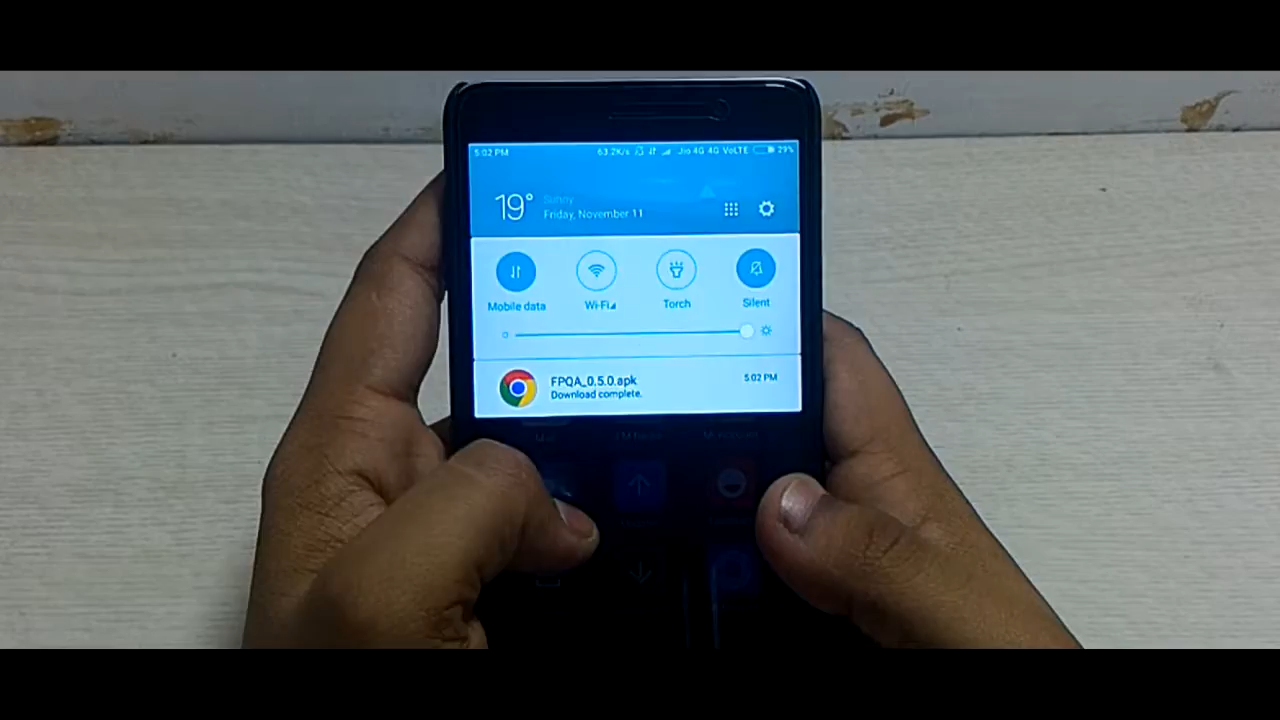 5:02 PM
63.2K/s Jio 4G 4G VoLTE 29%
19° Sunny
Friday, November 11
Mobile data
Wi-Fi
Torch
Silent
FPQA_0.5.0.apk
5:02 PM
Download complete.